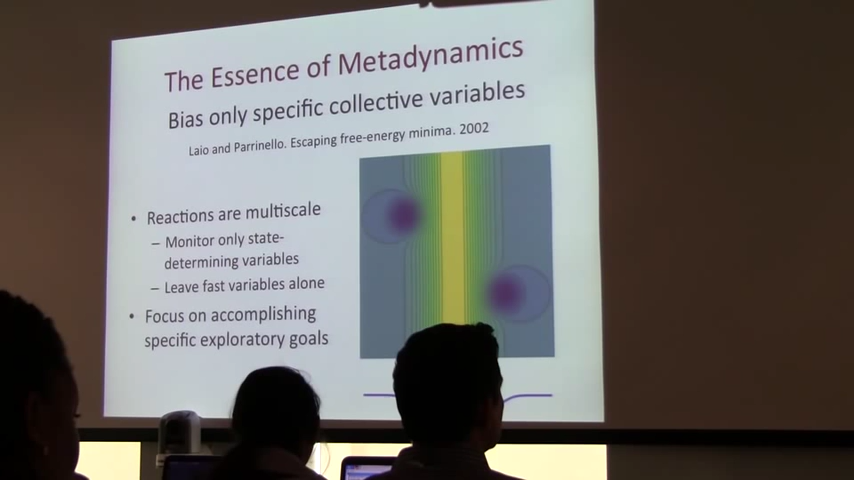 The Essence of Metadynamics
Bias only specific collective variables
Laio and Parrinello. Escaping free-energy minima. 2002
• Reactions are multiscale
– Monitor only state-
determining variables
– Leave fast variables alone
• Focus on accomplishing
specific exploratory goals